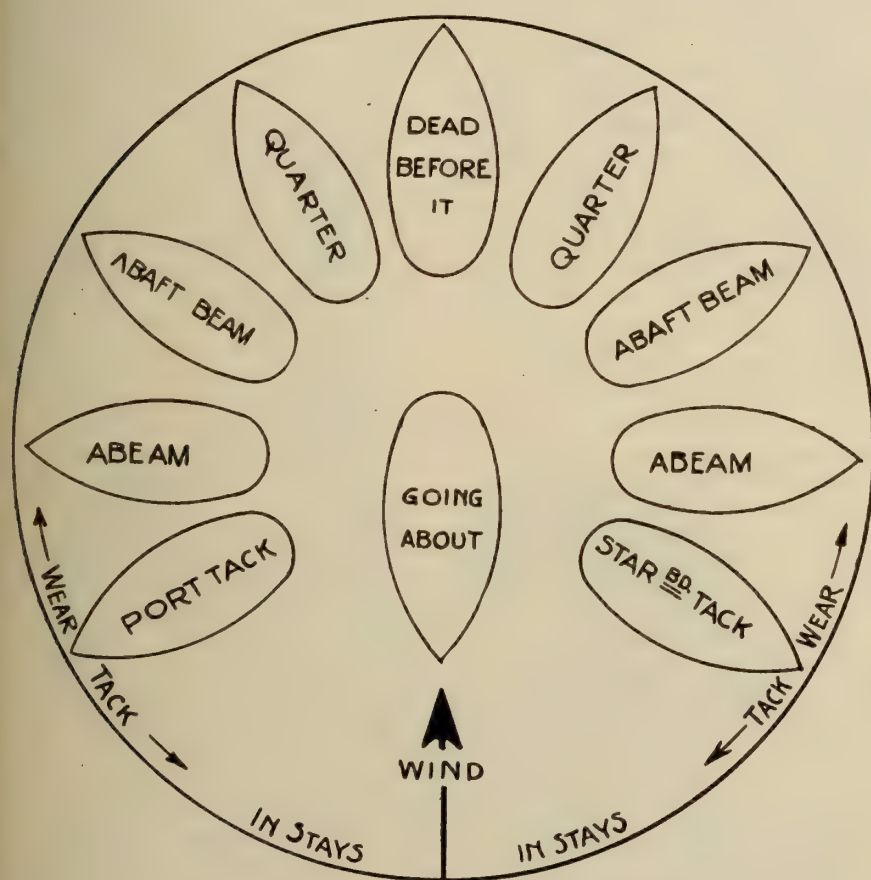 DEAD
BEFORE
IT
QUARTER
QUARTER
ABAFT BEAM
ABAFT BEAM
ABEAM
ABEAM
GOING
ABOUT
PORT TACK
STAR BD. TACK
WEAR
WEAR
TACK
TACK
WIND
IN STAYS
IN STAYS